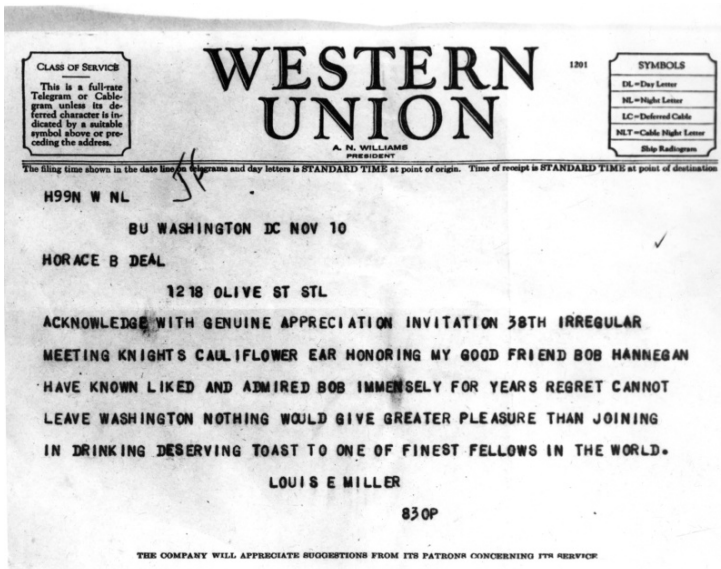 CLASS OF SERVICE
This is a full-rate
Telegram or Cable-
gram unless its de-
ferred character is in-
dicated by a suitable
symbol above or pre-
ceding the address.
WESTERN
UNION
A. N. WILLIAMS
PRESIDENT
1201
SYMBOLS
DL=Day Letter
NL=Night Letter
LC=Deferred Cable
NLT=Cable Night Letter
Ship Radiogram
The filing time shown in the date line on telegrams and day letters is STANDARD TIME at point of origin. Time of receipt is STANDARD TIME at point of destination
H99N W NL
BU WASHINGTON DC NOV 10
HORACE B DEAL
1218 OLIVE ST STL
ACKNOWLEDGE WITH GENUINE APPRECIATION INVITATION 38TH IRREGULAR
MEETING KNIGHTS CAULIFLOWER EAR HONORING MY GOOD FRIEND BOB HANNEGAN
HAVE KNOWN LIKED AND ADMIRED BOB IMMENSELY FOR YEARS REGRET CANNOT
LEAVE WASHINGTON NOTHING WOULD GIVE GREATER PLEASURE THAN JOINING
IN DRINKING DESERVING TOAST TO ONE OF FINEST FELLOWS IN THE WORLD.
LOUIS E MILLER
830P
THE COMPANY WILL APPRECIATE SUGGESTIONS FROM ITS PATRONS CONCERNING ITS SERVICE